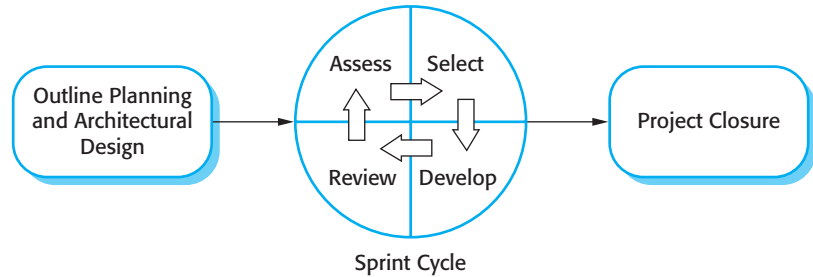 Outline Planning
and Architectural
Design
Assess
Select
Review
Develop
Project Closure
Sprint Cycle